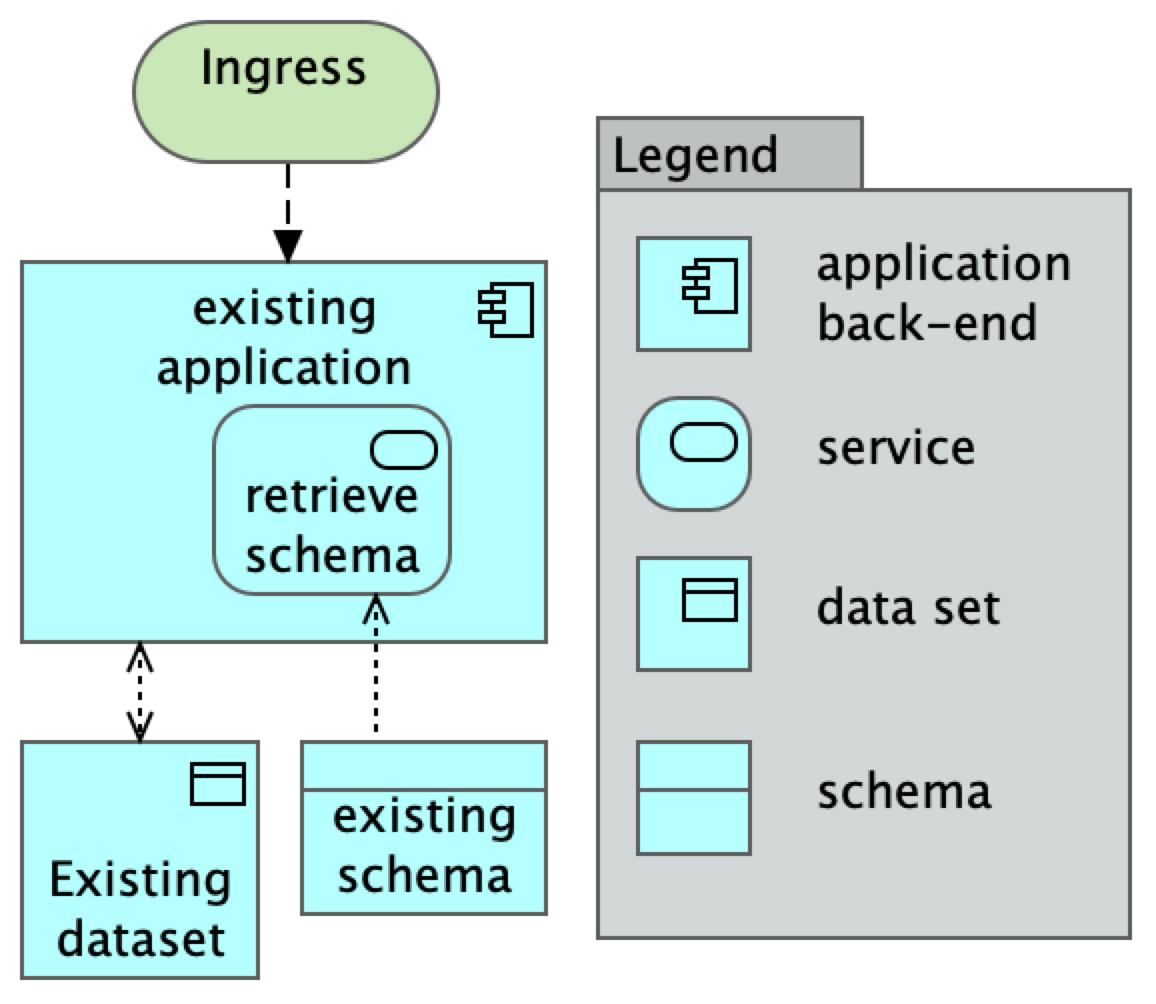 Ingress
existing
application
retrieve
schema
Existing
dataset
existing
schema
Legend
application
back-end
service
data set
schema